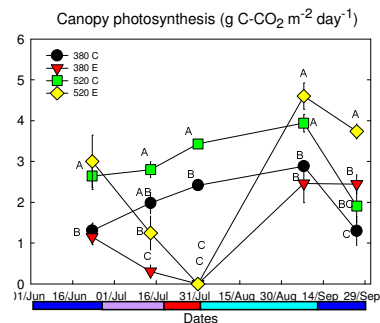 Canopy photosynthesis (g C-CO2 m-2 day-1)
6
380 C
380 E
520 C
520 E
5
4
3
2
1
0
A
B
A
AB
B
C
A
B
C
C
A
A
B
B
A
B
BC
C
01/Jun 16/Jun 01/Jul 16/Jul 31/Jul 15/Aug 30/Aug 14/Sep 29/Sep
Dates